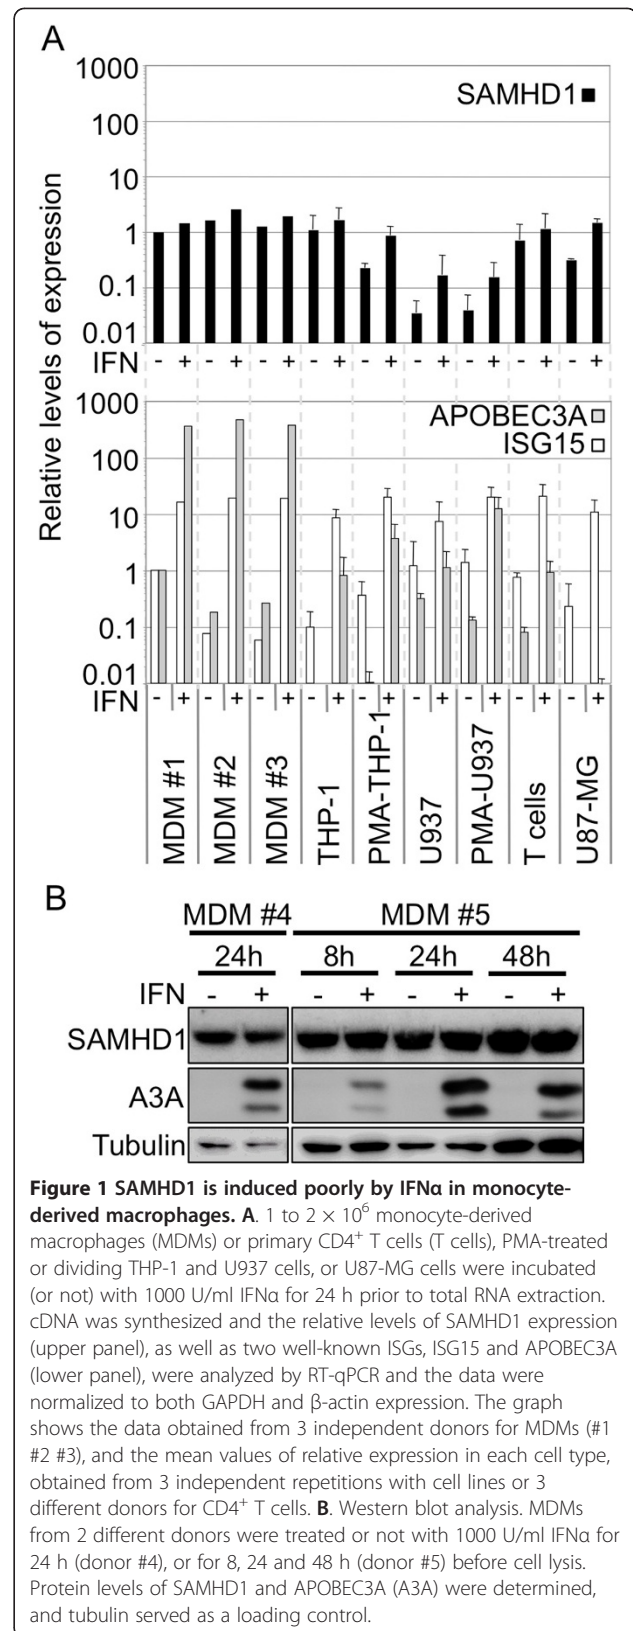 A
1000
SAMHD1
100
10
1
0.1
0.01
IFN - + - + - + - + - + - + - + - + - +
Relative levels of expression
1000
APOBEC3A
ISG15
100
10
1
0.1
0.01
IFN - + - + - + - + - + - + - + - + - +
MDM #1
MDM #2
MDM #3
THP-1
PMA-THP-1
U937
PMA-U937
T cells
U87-MG
B
MDM #4 MDM #5
24h 8h 24h 48h
IFN - + - + - + - +
SAMHD1
A3A
Tubulin
Figure 1 SAMHD1 is induced poorly by IFNα in monocyte-
derived macrophages. A. 1 to 2 × 10⁶ monocyte-derived
macrophages (MDMs) or primary CD4⁺ T cells (T cells), PMA-treated
or dividing THP-1 and U937 cells, or U87-MG cells were incubated
(or not) with 1000 U/ml IFNα for 24 h prior to total RNA extraction.
cDNA was synthesized and the relative levels of SAMHD1 expression
(upper panel), as well as two well-known ISGs, ISG15 and APOBEC3A
(lower panel), were analyzed by RT-qPCR and the data were
normalized to both GAPDH and β-actin expression. The graph
shows the data obtained from 3 independent donors for MDMs (#1
#2 #3), and the mean values of relative expression in each cell type,
obtained from 3 independent repetitions with cell lines or 3
different donors for CD4⁺ T cells. B. Western blot analysis. MDMs
from 2 different donors were treated or not with 1000 U/ml IFNα for
24 h (donor #4), or for 8, 24 and 48 h (donor #5) before cell lysis.
Protein levels of SAMHD1 and APOBEC3A (A3A) were determined,
and tubulin served as a loading control.